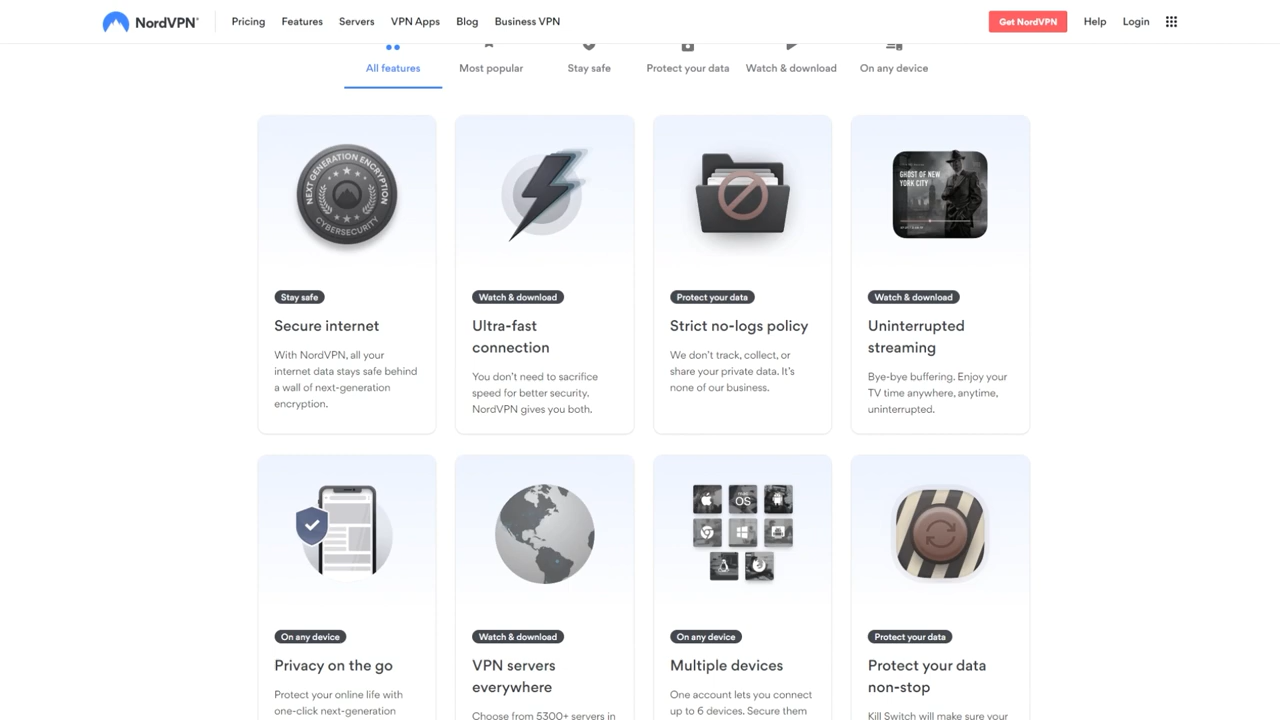 NordVPN®
Pricing
Features
Servers
VPN Apps
Blog
Business VPN
Get NordVPN
Help
Login
All features
Most popular
Stay safe
Protect your data
Watch & download
On any device
NEXT GENERATION ENCRYPTION
CYBERSECURITY
GHOST OF NEW
YORK CITY
Stay safe
Secure internet
With NordVPN, all your
internet data stays safe behind
a wall of next-generation
encryption.
Watch & download
Ultra-fast
connection
You don't need to sacrifice
speed for better security.
NordVPN gives you both.
Protect your data
Strict no-logs policy
We don't track, collect, or
share your private data. It's
none of our business.
Watch & download
Uninterrupted
streaming
Bye-bye buffering. Enjoy your
TV time anywhere, anytime,
uninterrupted.
macOS
On any device
Privacy on the go
Protect your online life with
one-click next-generation
Watch & download
VPN servers
everywhere
Choose from 5300+ servers in
On any device
Multiple devices
One account lets you connect
up to 6 devices. Secure them
Protect your data
Protect your data
non-stop
Kill Switch will make sure your